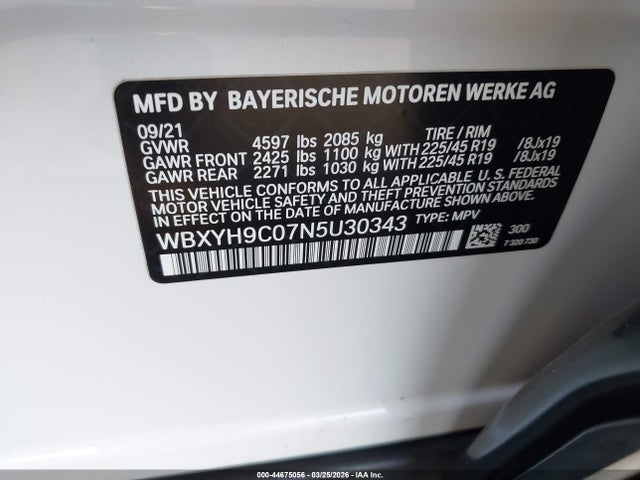 MFD BY BAYERISCHE MOTOREN WERKE AG
09/21 TIRE / RIM
GVWR 4597 lbs 2085 kg
GAWR FRONT 2425 lbs 1100 kg WITH 225/45 R19 /8Jx19
GAWR REAR 2271 lbs 1030 kg WITH 225/45 R19 /8Jx19
THIS VEHICLE CONFORMS TO ALL APPLICABLE U.S. FEDERAL
MOTOR VEHICLE SAFETY, BUMPER, AND THEFT PREVENTION
STANDARDS IN EFFECT ON THE DATE OF MANUFACTURE SHOWN ABOVE.
WBXYH9C07N5U30343 TYPE: MPV
300
7 320 730
000-44675056 - 03/25/2026 - IAA Inc.